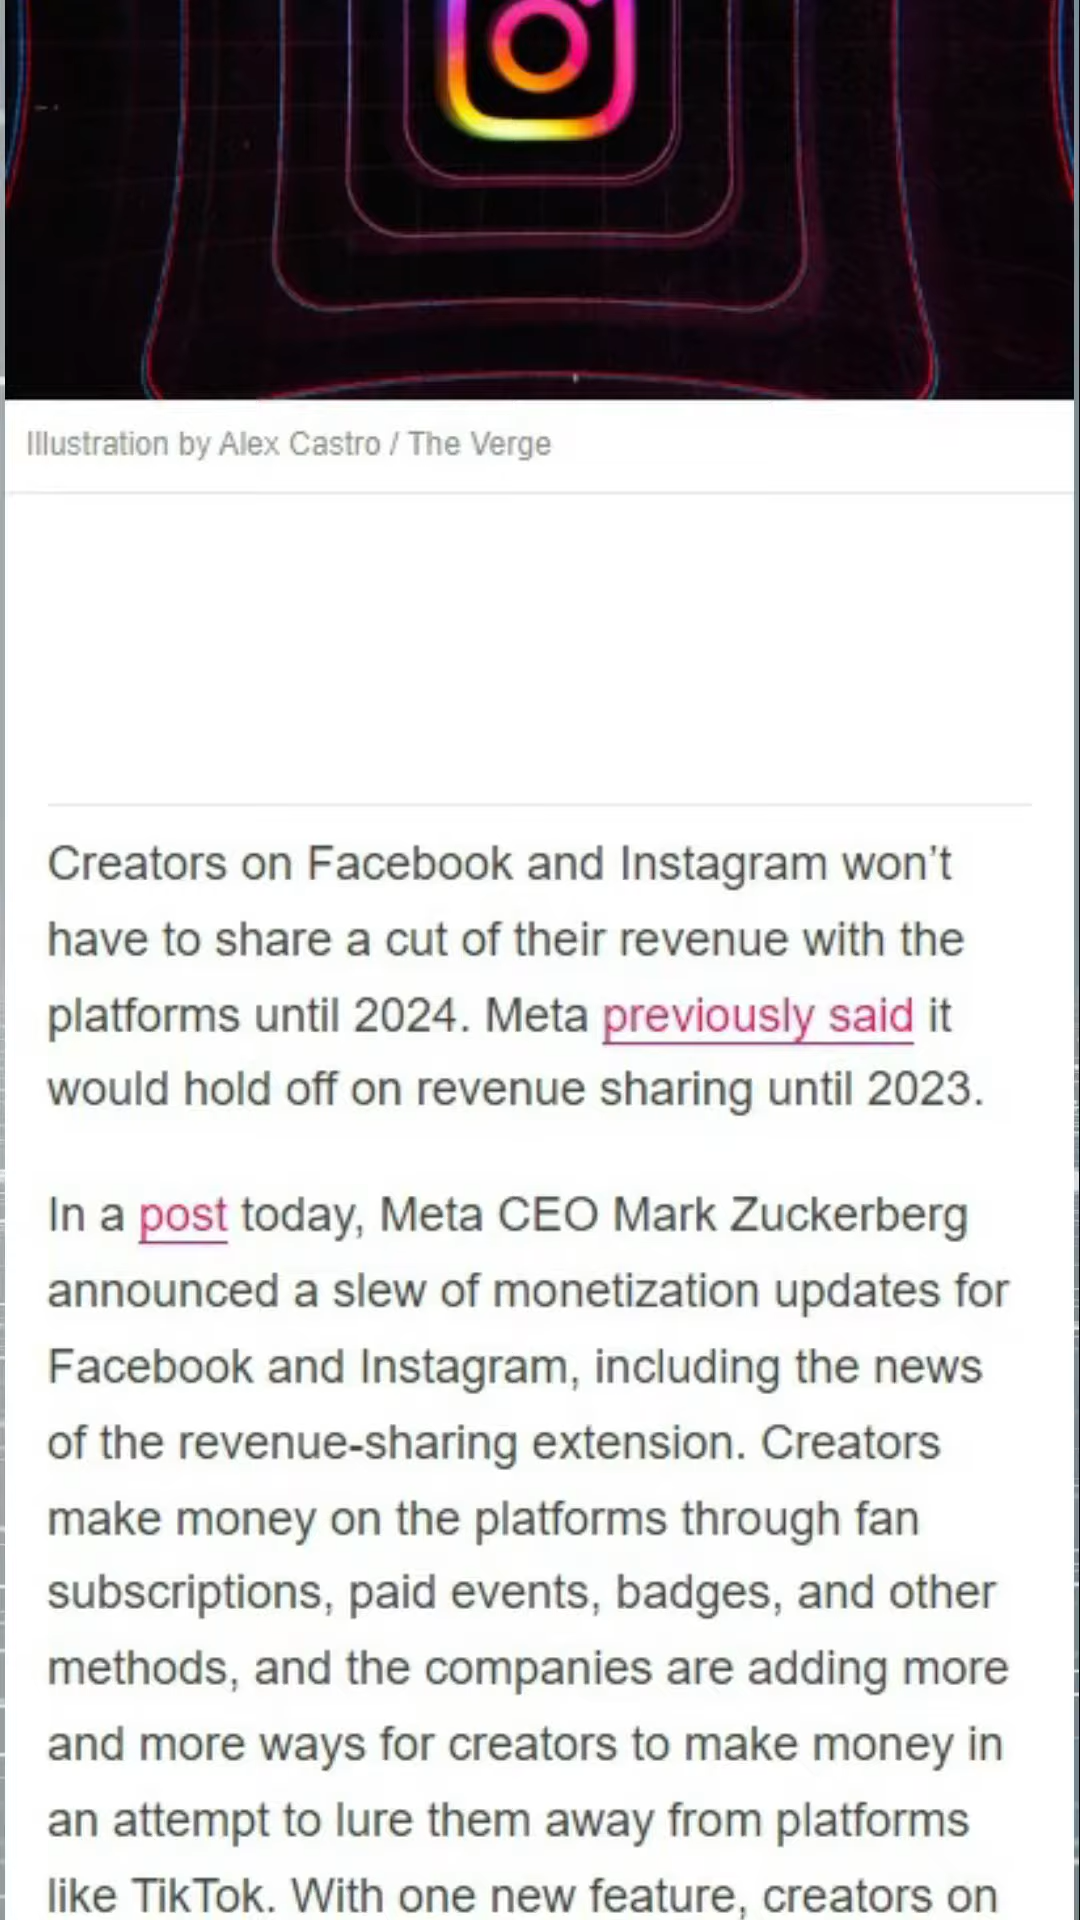 Illustration by Alex Castro / The Verge
Creators on Facebook and Instagram won’t
have to share a cut of their revenue with the
platforms until 2024. Meta previously said it
would hold off on revenue sharing until 2023.
In a post today, Meta CEO Mark Zuckerberg
announced a slew of monetization updates for
Facebook and Instagram, including the news
of the revenue-sharing extension. Creators
make money on the platforms through fan
subscriptions, paid events, badges, and other
methods, and the companies are adding more
and more ways for creators to make money in
an attempt to lure them away from platforms
like TikTok. With one new feature, creators on